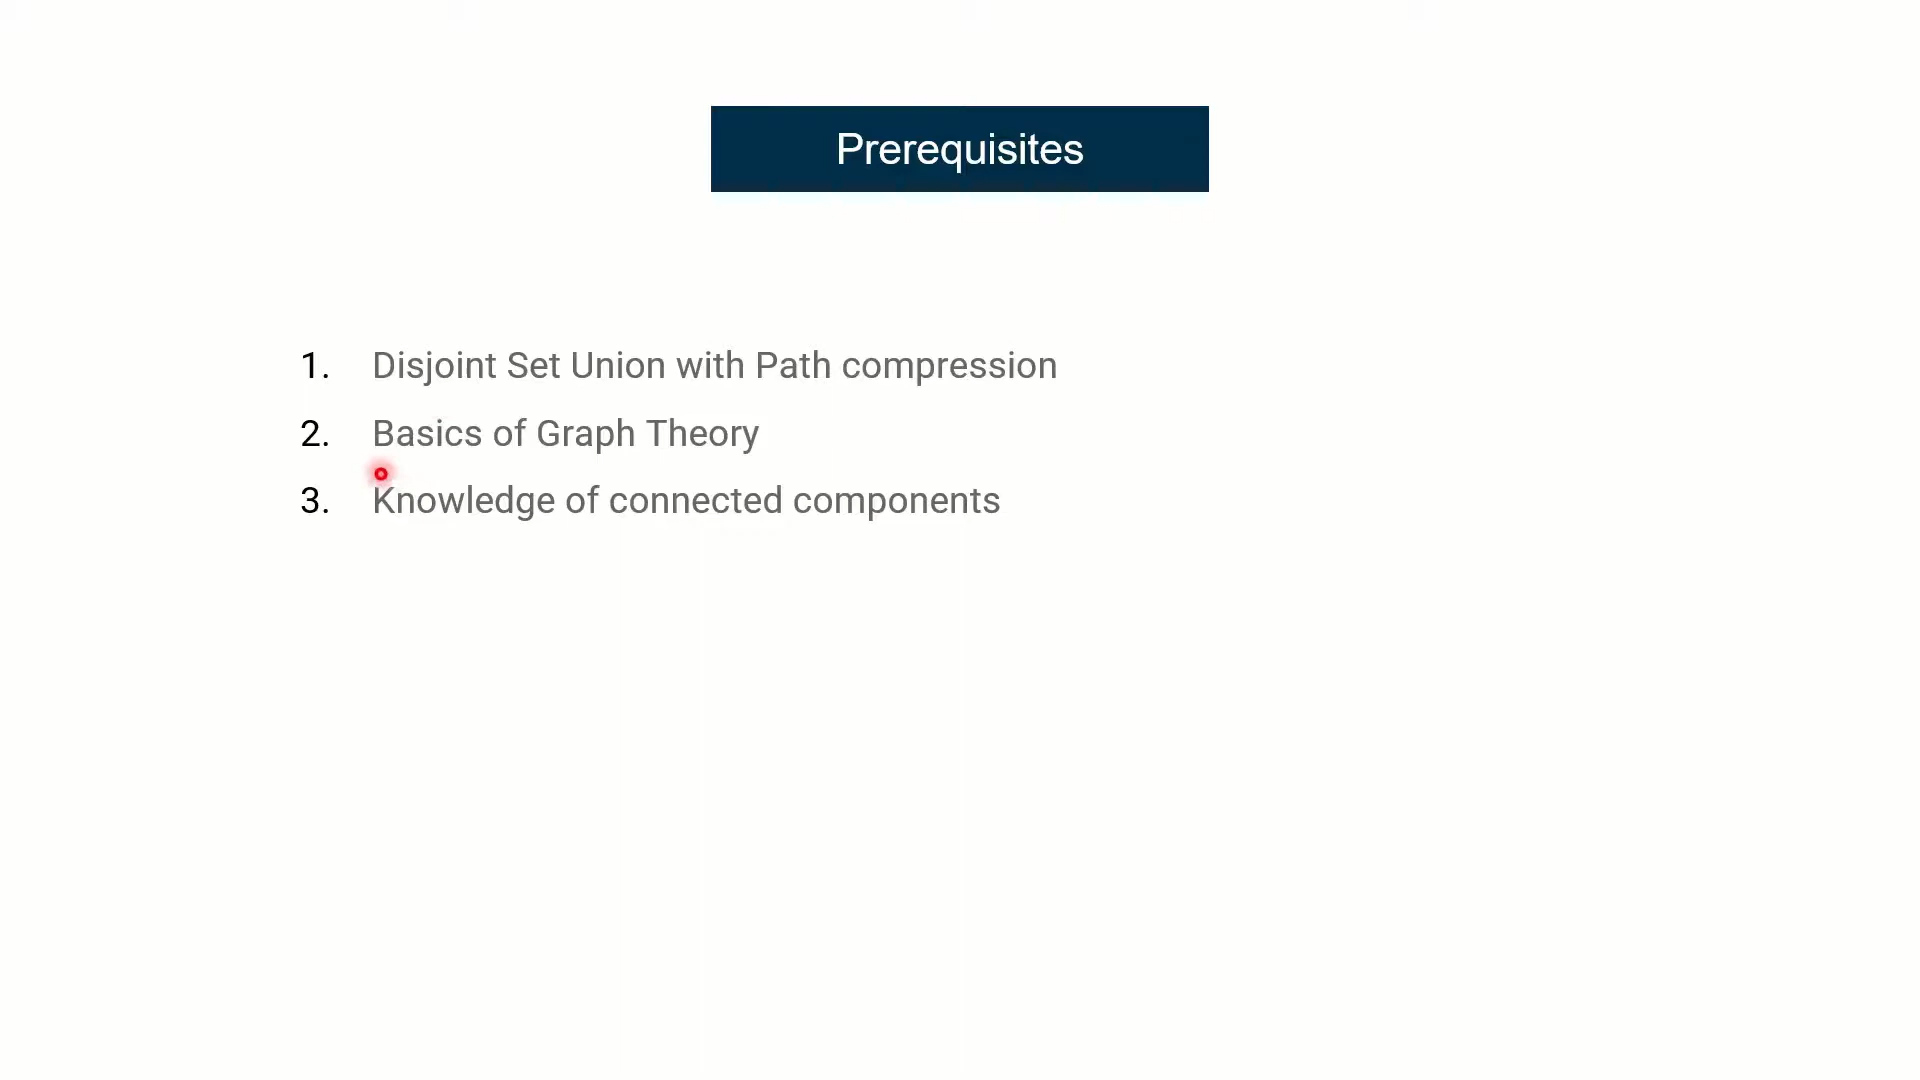 Prerequisites
1. Disjoint Set Union with Path compression
2. Basics of Graph Theory
3. Knowledge of connected components